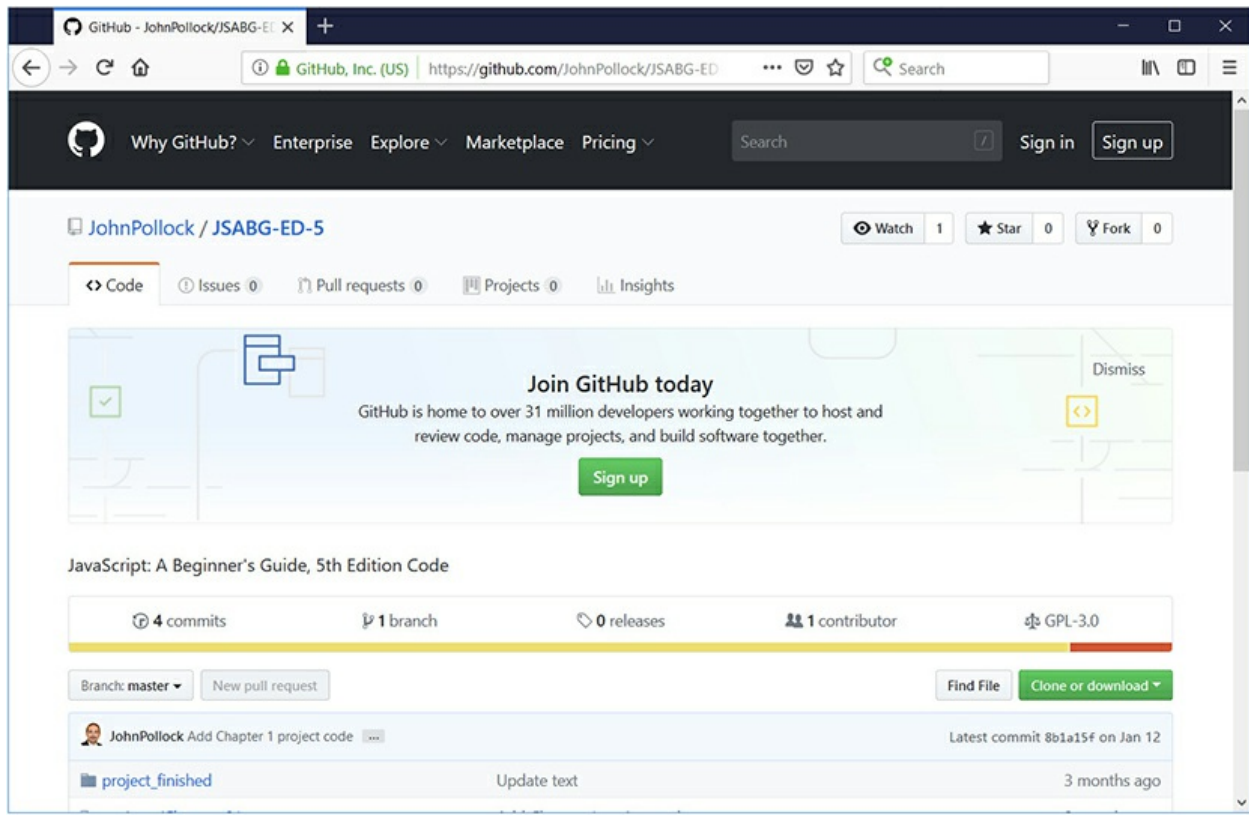 GitHub - JohnPollock/JSABG-ED
GitHub, Inc. (US) https://github.com/JohnPollock/JSABG-ED ... Search
Why GitHub? Enterprise Explore Marketplace Pricing Search / Sign in Sign up
JohnPollock / JSABG-ED-5 Watch 1 Star 0 Fork 0
<> Code Issues 0 Pull requests 0 Projects 0 Insights
Dismiss
Join GitHub today
GitHub is home to over 31 million developers working together to host and
review code, manage projects, and build software together.
Sign up
JavaScript: A Beginner's Guide, 5th Edition Code
4 commits 1 branch 0 releases 1 contributor GPL-3.0
Branch: master New pull request Find File Clone or download
JohnPollock Add Chapter 1 project code ... Latest commit 8b1a15f on Jan 12
project_finished Update text 3 months ago